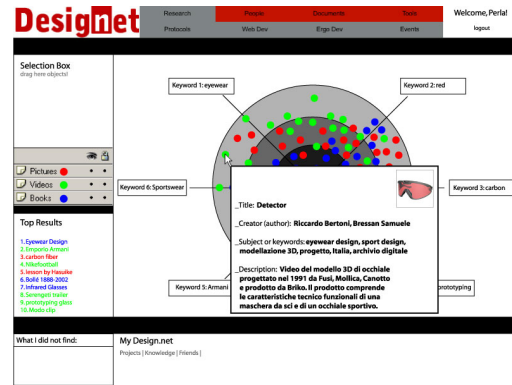 Designet
Research People Documents Tools
Protocols Web Dev Ergo Dev Events
Welcome, Perla!
logout
Selection Box
drag here objects!
Keyword 1: eyewear
Keyword 2: red
Pictures
Videos
Books
Keyword 6: Sportswear
Keyword 3: carbon
Top Results
1. Eyewear Design
2. Emporio Armani
3. carbon fiber
4. Nikefootball
5. lesson by Hasuike
6. Bollé 1888-2002
7. Infrared Glasses
8. Serengeti trailer
9. prototyping glass
10. Modo clip
_Title: Detector
_Creator (author): Riccardo Bertoni, Bressan Samuele
_Subject or keywords: eyewear design, sport design,
modellazione 3D, progetto, Italia, archivio digitale
_Description: Video del modello 3D di occhiale
progettato nel 1991 da Fusi, Mollica, Canotto
e prodotto da Briko. Il prodotto comprende
le caratteristiche tecnico funzionali di una
maschera da sci e di un occhiale sportivo.
Keyword 5: Armani
prototyping
What I did not find:
My Design.net
Projects | Knowledge | Friends |